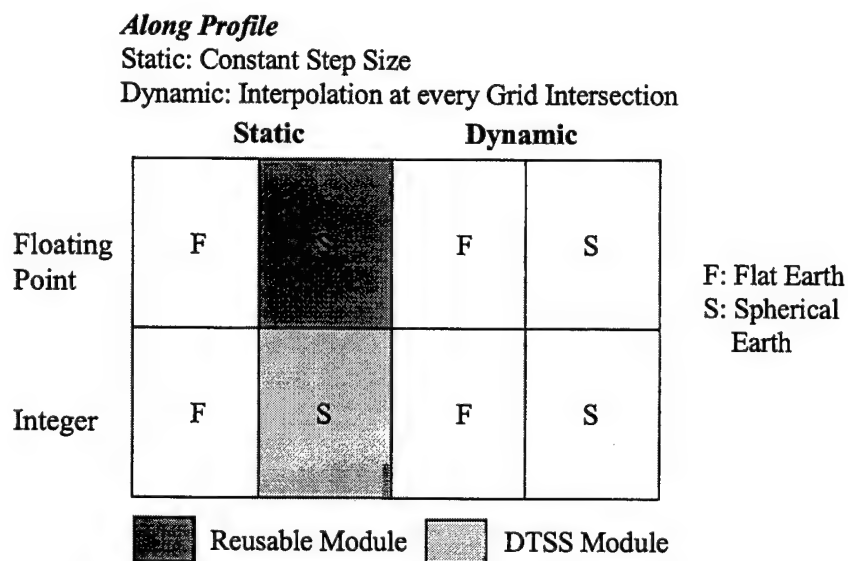 Along Profile
Static: Constant Step Size
Dynamic: Interpolation at every Grid Intersection
Static Dynamic
Floating Point
F F S
F: Flat Earth
S: Spherical Earth
Integer
F S F S
Reusable Module DTSS Module